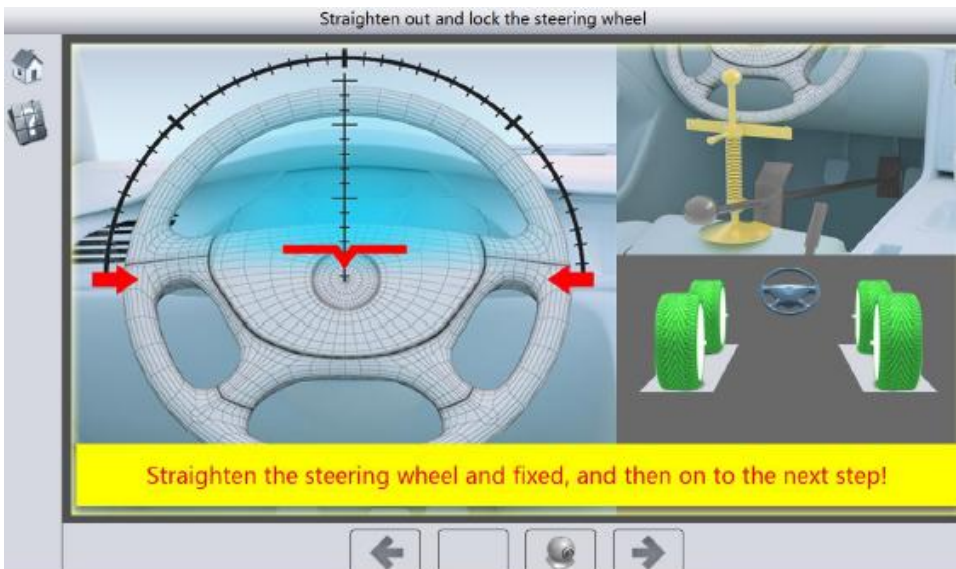 Straighten out and lock the steering wheel
Straighten the steering wheel and fixed, and then on to the next step!